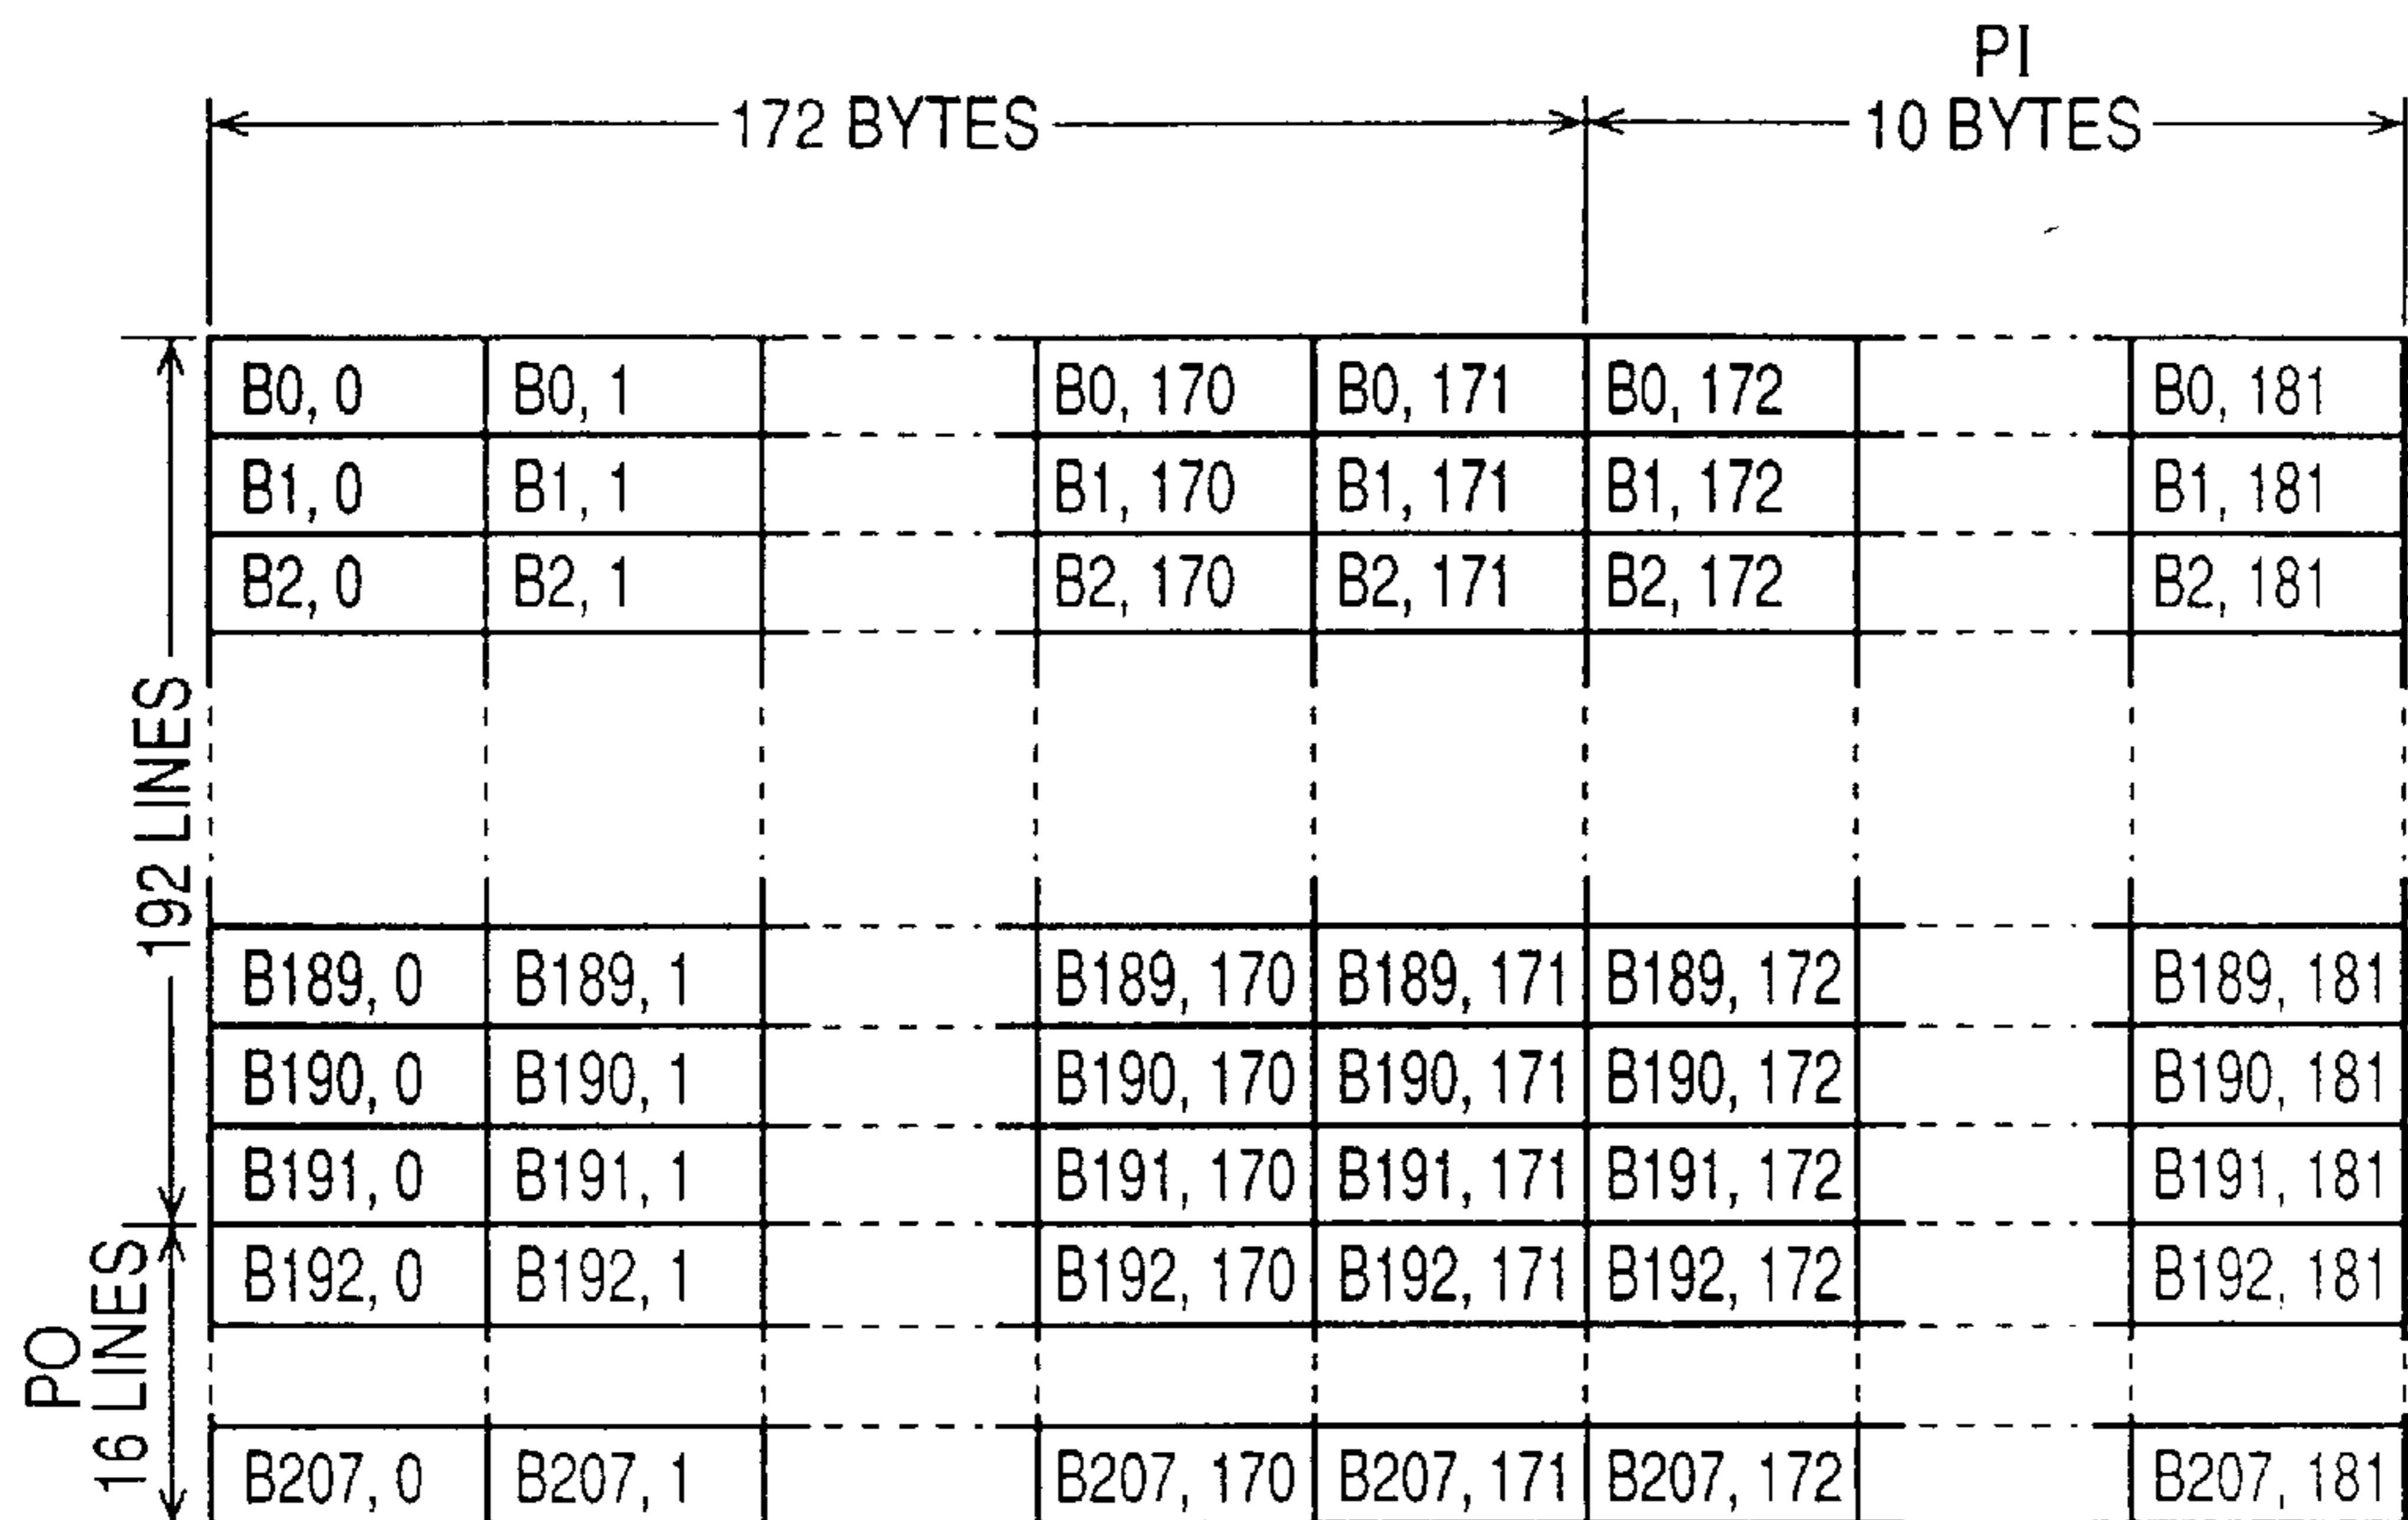 PI
172 BYTES 10 BYTES
B0, 0 B0, 1 B0, 170 B0, 171 B0, 172 B0, 181
B1, 0 B1, 1 B1, 170 B1, 171 B1, 172 B1, 181
B2, 0 B2, 1 B2, 170 B2, 171 B2, 172 B2, 181
192 LINES
B189, 0 B189, 1 B189, 170 B189, 171 B189, 172 B189, 181
B190, 0 B190, 1 B190, 170 B190, 171 B190, 172 B190, 181
B191, 0 B191, 1 B191, 170 B191, 171 B191, 172 B191, 181
B192, 0 B192, 1 B192, 170 B192, 171 B192, 172 B192, 181
PO
16 LINES
B207, 0 B207, 1 B207, 170 B207, 171 B207, 172 B207, 181